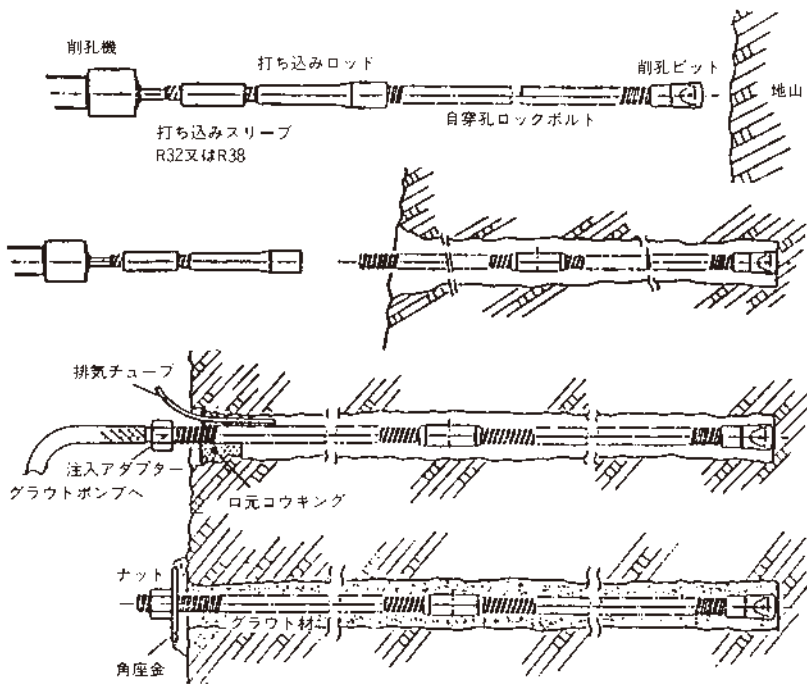 削孔機
打ち込みロッド
削孔ビット
地山
自穿孔ロックボルト
打ち込みスリーブ
R32又はR38
排気チューブ
注入アダプター
グラウトポンプへ
口元コウキング
ナット
グラウト材
角座金